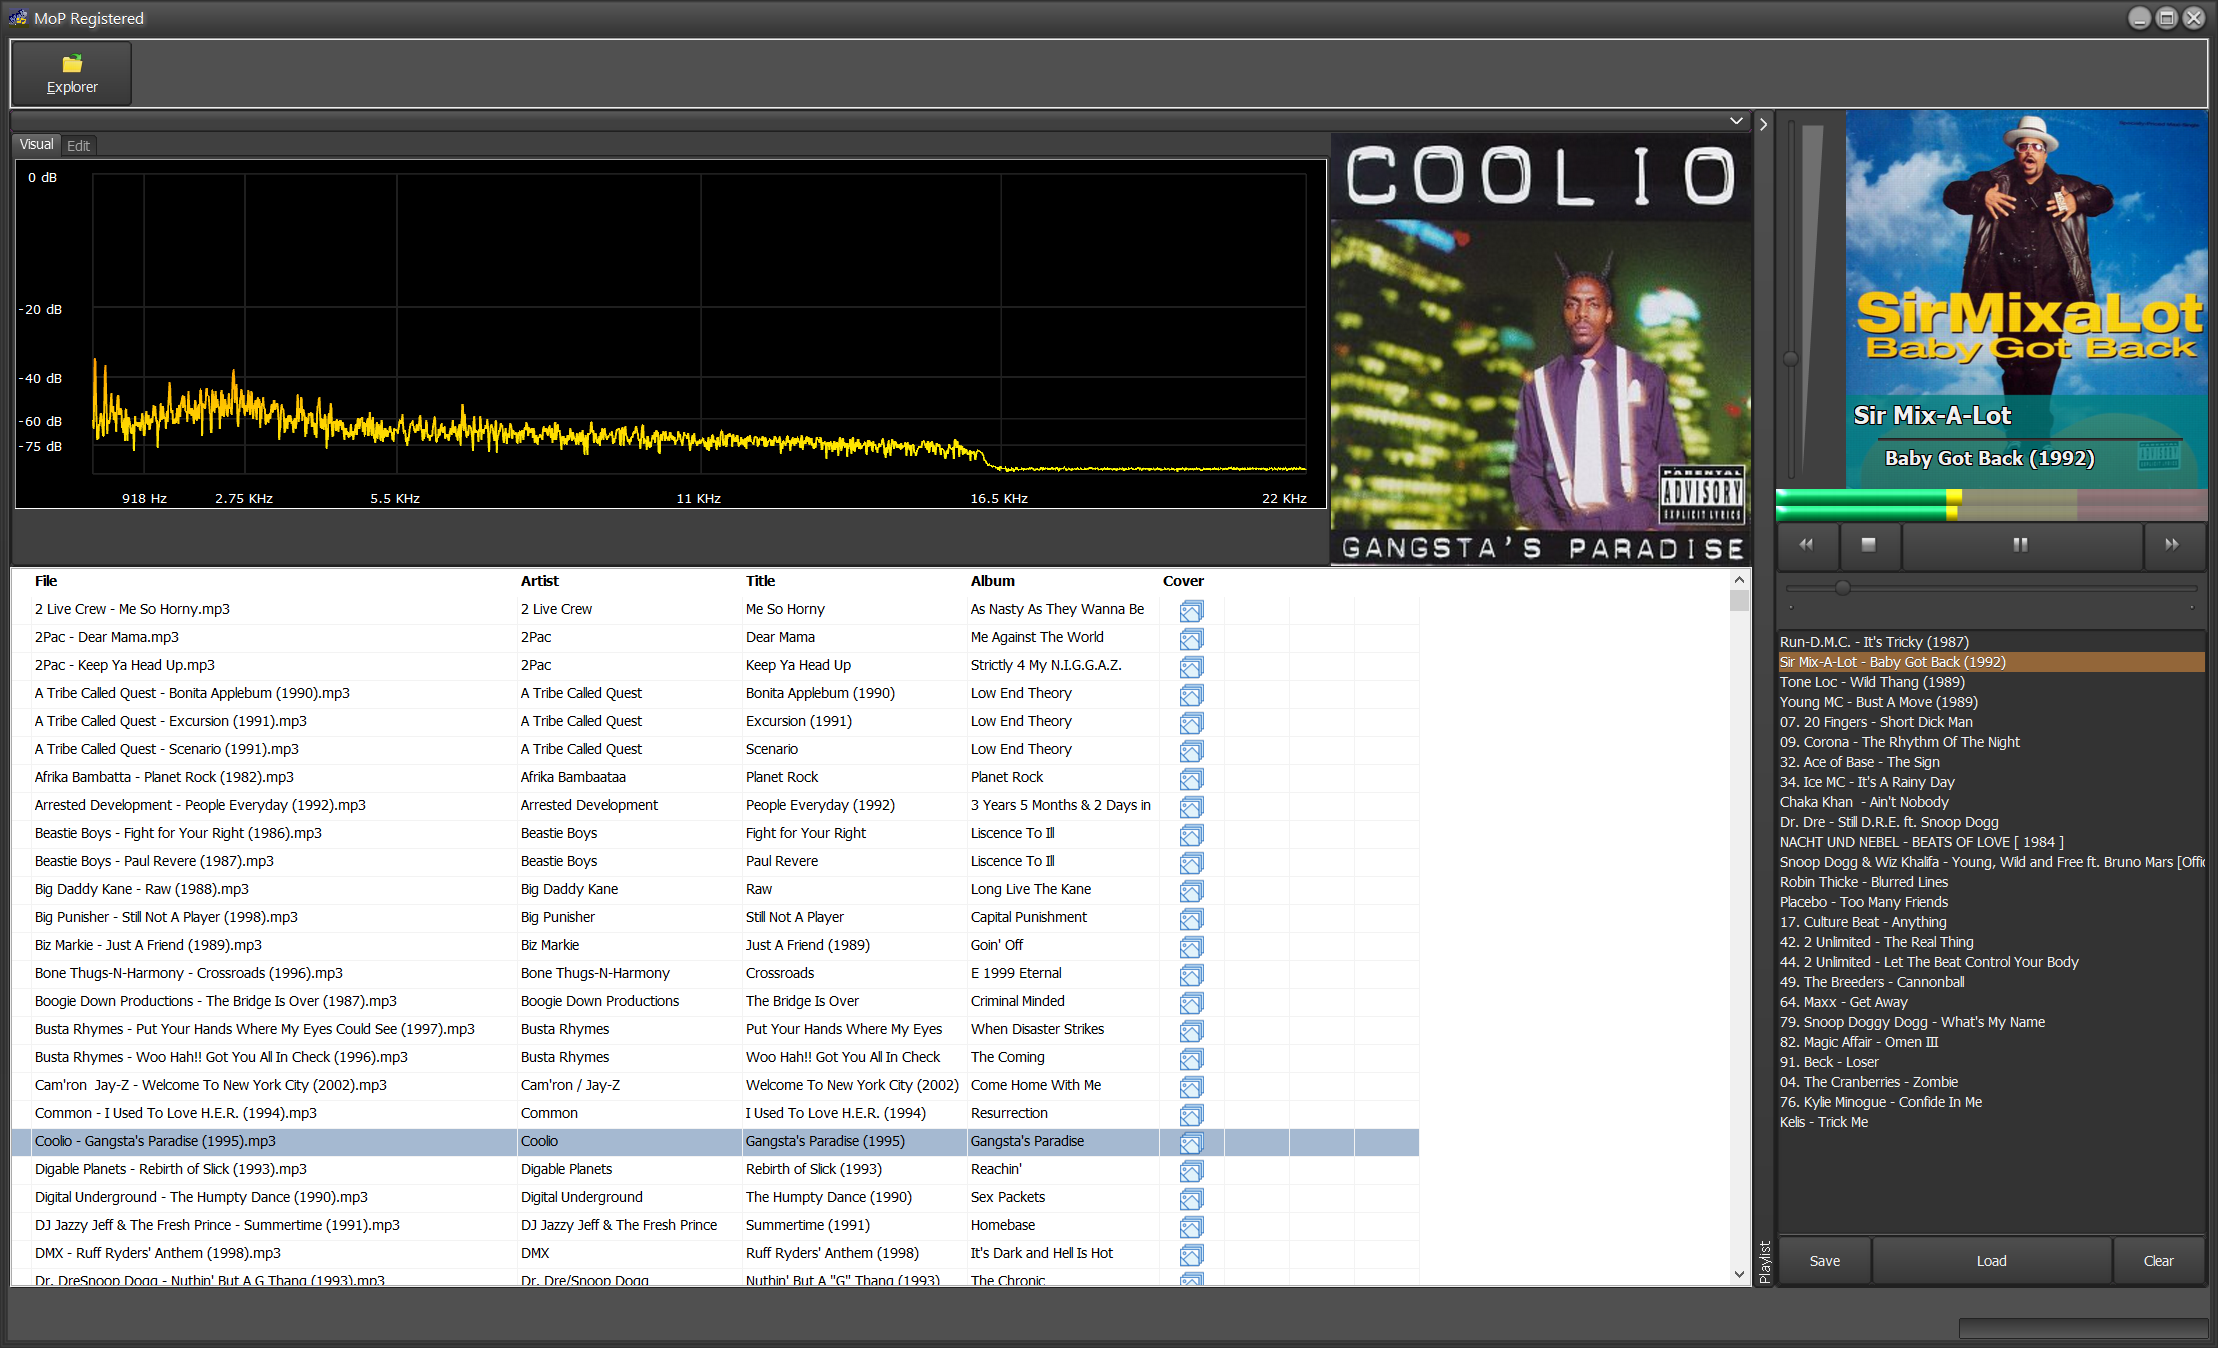 MoP Registered
Explorer
Visual Edit
0 dB
-20 dB
-40 dB
-60 dB
-75 dB
918 Hz 2.75 KHz 5.5 KHz 11 KHz 16.5 KHz 22 KHz
COOLIO
PARENTAL
ADVISORY
EXPLICIT LYRICS
GANGSTA'S PARADISE
SirMixaLot
Baby Got Back
Sir Mix-A-Lot
Baby Got Back (1992)
File Artist Title Album Cover
2 Live Crew - Me So Horny.mp3 2 Live Crew Me So Horny As Nasty As They Wanna Be
2Pac - Dear Mama.mp3 2Pac Dear Mama Me Against The World
2Pac - Keep Ya Head Up.mp3 2Pac Keep Ya Head Up Strictly 4 My N.I.G.G.A.Z.
A Tribe Called Quest - Bonita Applebum (1990).mp3 A Tribe Called Quest Bonita Applebum (1990) Low End Theory
A Tribe Called Quest - Excursion (1991).mp3 A Tribe Called Quest Excursion (1991) Low End Theory
A Tribe Called Quest - Scenario (1991).mp3 A Tribe Called Quest Scenario Low End Theory
Afrika Bambatta - Planet Rock (1982).mp3 Afrika Bambaataa Planet Rock Planet Rock
Arrested Development - People Everyday (1992).mp3 Arrested Development People Everyday (1992) 3 Years 5 Months & 2 Days in
Beastie Boys - Fight for Your Right (1986).mp3 Beastie Boys Fight for Your Right Liscence To Ill
Beastie Boys - Paul Revere (1987).mp3 Beastie Boys Paul Revere Liscence To Ill
Big Daddy Kane - Raw (1988).mp3 Big Daddy Kane Raw Long Live The Kane
Big Punisher - Still Not A Player (1998).mp3 Big Punisher Still Not A Player Capital Punishment
Biz Markie - Just A Friend (1989).mp3 Biz Markie Just A Friend (1989) Goin' Off
Bone Thugs-N-Harmony - Crossroads (1996).mp3 Bone Thugs-N-Harmony Crossroads E 1999 Eternal
Boogie Down Productions - The Bridge Is Over (1987).mp3 Boogie Down Productions The Bridge Is Over Criminal Minded
Busta Rhymes - Put Your Hands Where My Eyes Could See (1997).mp3 Busta Rhymes Put Your Hands Where My Eyes When Disaster Strikes
Busta Rhymes - Woo Hah!! Got You All In Check (1996).mp3 Busta Rhymes Woo Hah!! Got You All In Check The Coming
Cam'ron  Jay-Z - Welcome To New York City (2002).mp3 Cam'ron / Jay-Z Welcome To New York City (2002) Come Home With Me
Common - I Used To Love H.E.R. (1994).mp3 Common I Used To Love H.E.R. (1994) Resurrection
Coolio - Gangsta's Paradise (1995).mp3 Coolio Gangsta's Paradise (1995) Gangsta's Paradise
Digable Planets - Rebirth of Slick (1993).mp3 Digable Planets Rebirth of Slick (1993) Reachin'
Digital Underground - The Humpty Dance (1990).mp3 Digital Underground The Humpty Dance (1990) Sex Packets
DJ Jazzy Jeff & The Fresh Prince - Summertime (1991).mp3 DJ Jazzy Jeff & The Fresh Prince Summertime (1991) Homebase
DMX - Ruff Ryders' Anthem (1998).mp3 DMX Ruff Ryders' Anthem (1998) It's Dark and Hell Is Hot
Dr. DreSnoop Dogg - Nuthin' But A G Thang (1993).mp3 Dr. Dre/Snoop Dogg Nuthin' But A "G" Thang (1993) The Chronic
Playlist
Run-D.M.C. - It's Tricky (1987)
Sir Mix-A-Lot - Baby Got Back (1992)
Tone Loc - Wild Thang (1989)
Young MC - Bust A Move (1989)
07. 20 Fingers - Short Dick Man
09. Corona - The Rhythm Of The Night
32. Ace of Base - The Sign
34. Ice MC - It's A Rainy Day
Chaka Khan  - Ain't Nobody
Dr. Dre - Still D.R.E. ft. Snoop Dogg
NACHT UND NEBEL - BEATS OF LOVE [ 1984 ]
Snoop Dogg & Wiz Khalifa - Young, Wild and Free ft. Bruno Mars [Offi
Robin Thicke - Blurred Lines
Placebo - Too Many Friends
17. Culture Beat - Anything
42. 2 Unlimited - The Real Thing
44. 2 Unlimited - Let The Beat Control Your Body
49. The Breeders - Cannonball
64. Maxx - Get Away
79. Snoop Doggy Dogg - What's My Name
82. Magic Affair - Omen III
91. Beck - Loser
04. The Cranberries - Zombie
76. Kylie Minogue - Confide In Me
Kelis - Trick Me
Save Load Clear